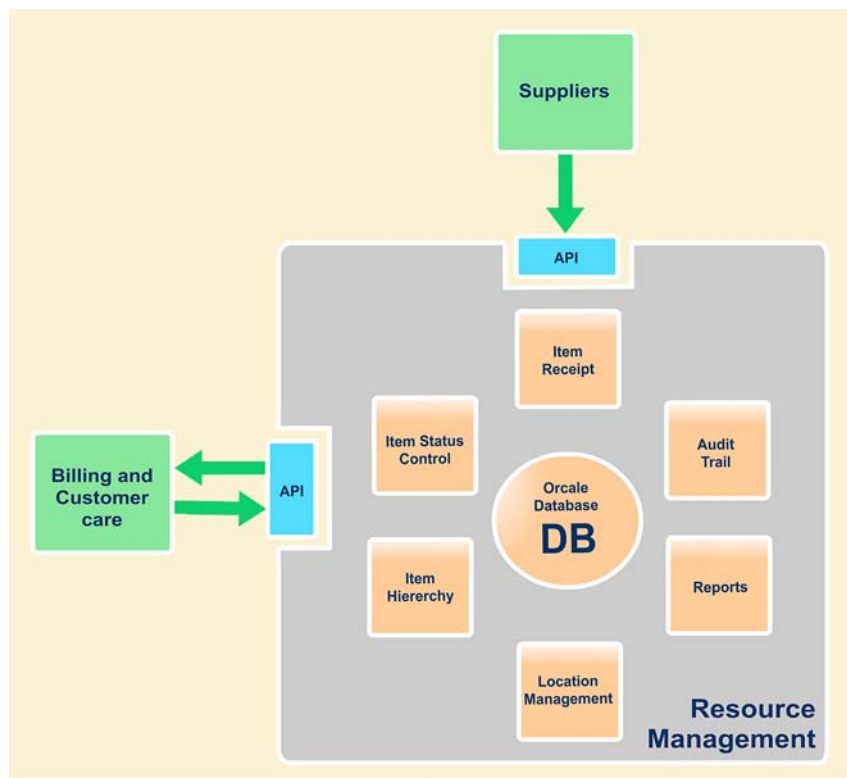 Suppliers
API
Item
Receipt
Item Status
Control
Audit
Trail
Billing and
Customer
care
API
Orcale
Database
DB
Item
Hiererchy
Reports
Location
Management
Resource
Management